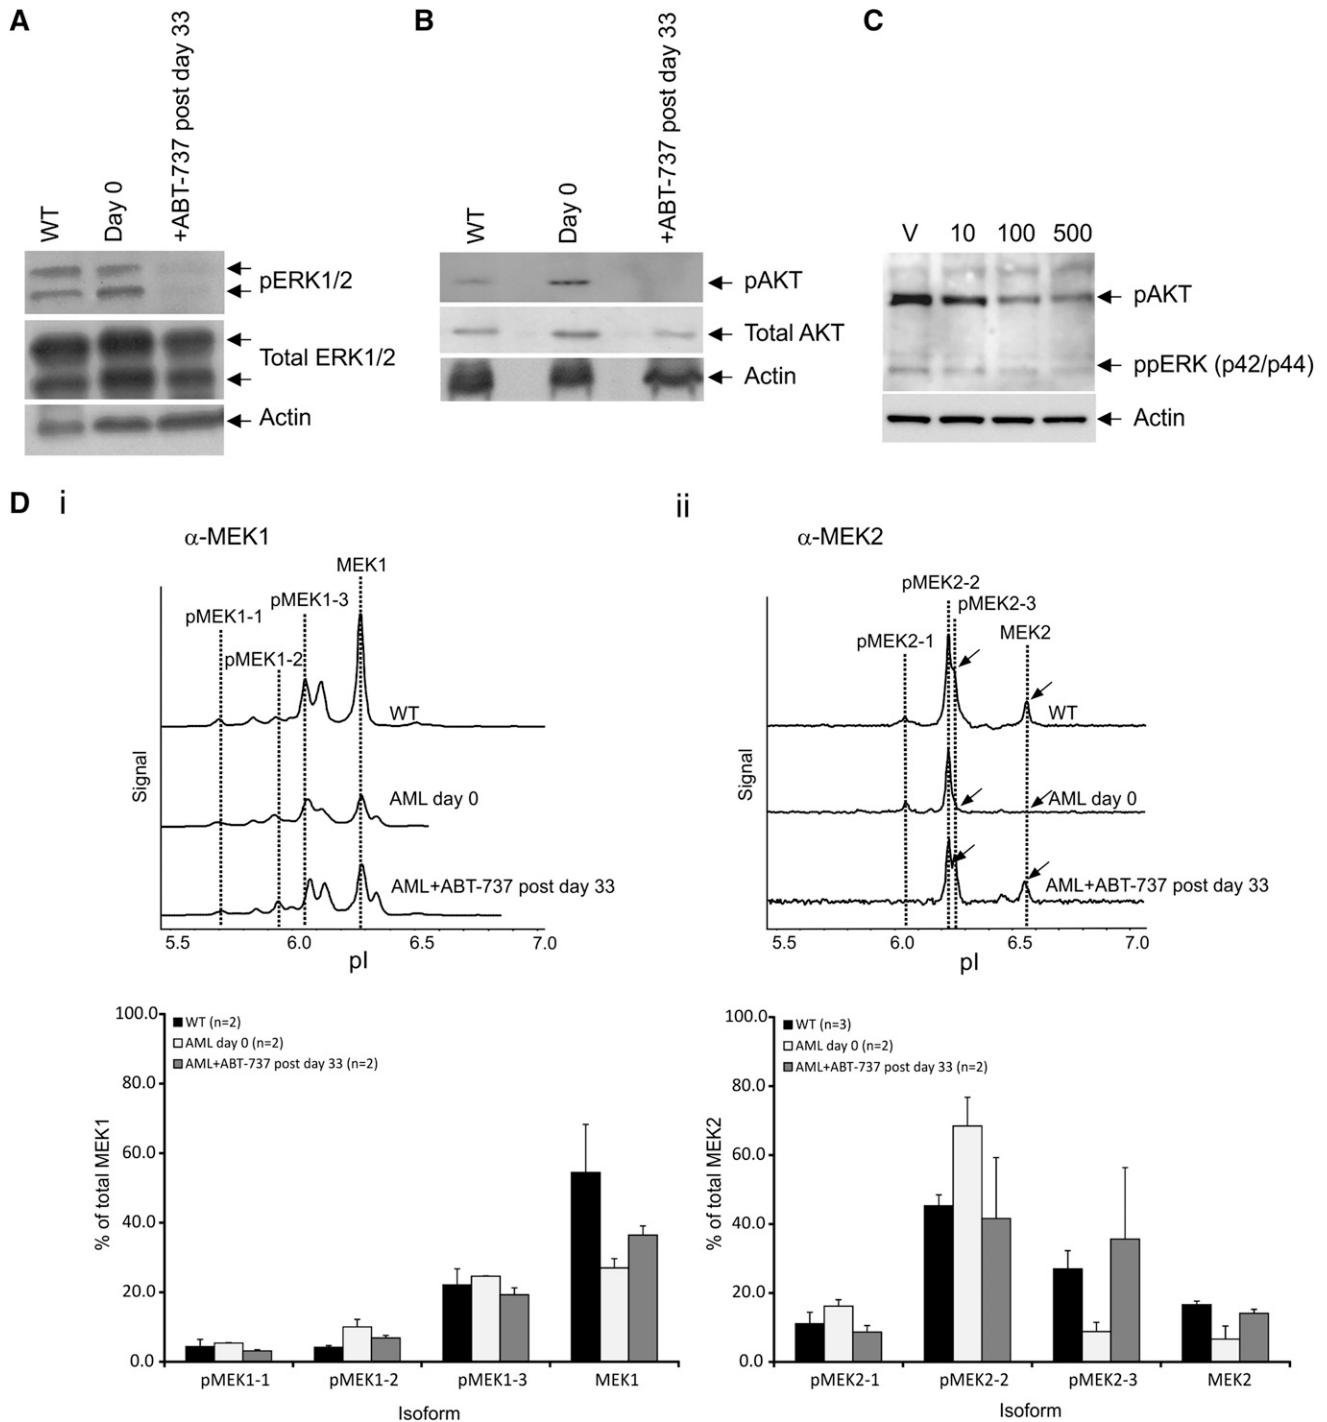 A
WT
Day 0
+ABT-737 post day 33
pERK1/2
Total ERK1/2
Actin
B
WT
Day 0
+ABT-737 post day 33
pAKT
Total AKT
Actin
C
V 10 100 500
pAKT
ppERK (p42/p44)
Actin
D i
α-MEK1
MEK1
pMEK1-3
pMEK1-1
pMEK1-2
WT
AML day 0
AML+ABT-737 post day 33
Signal
5.5 6.0 6.5 7.0
pI
ii
α-MEK2
pMEK2-2
pMEK2-3
MEK2
pMEK2-1
WT
AML day 0
AML+ABT-737 post day 33
Signal
5.5 6.0 6.5 7.0
pI
100.0
80.0
60.0
40.0
20.0
0.0
% of total MEK1
WT (n=2)
AML day 0 (n=2)
AML+ABT-737 post day 33 (n=2)
pMEK1-1 pMEK1-2 pMEK1-3 MEK1
Isoform
100.0
80.0
60.0
40.0
20.0
0.0
% of total MEK2
WT (n=3)
AML day 0 (n=2)
AML+ABT-737 post day 33 (n=2)
pMEK2-1 pMEK2-2 pMEK2-3 MEK2
Isoform